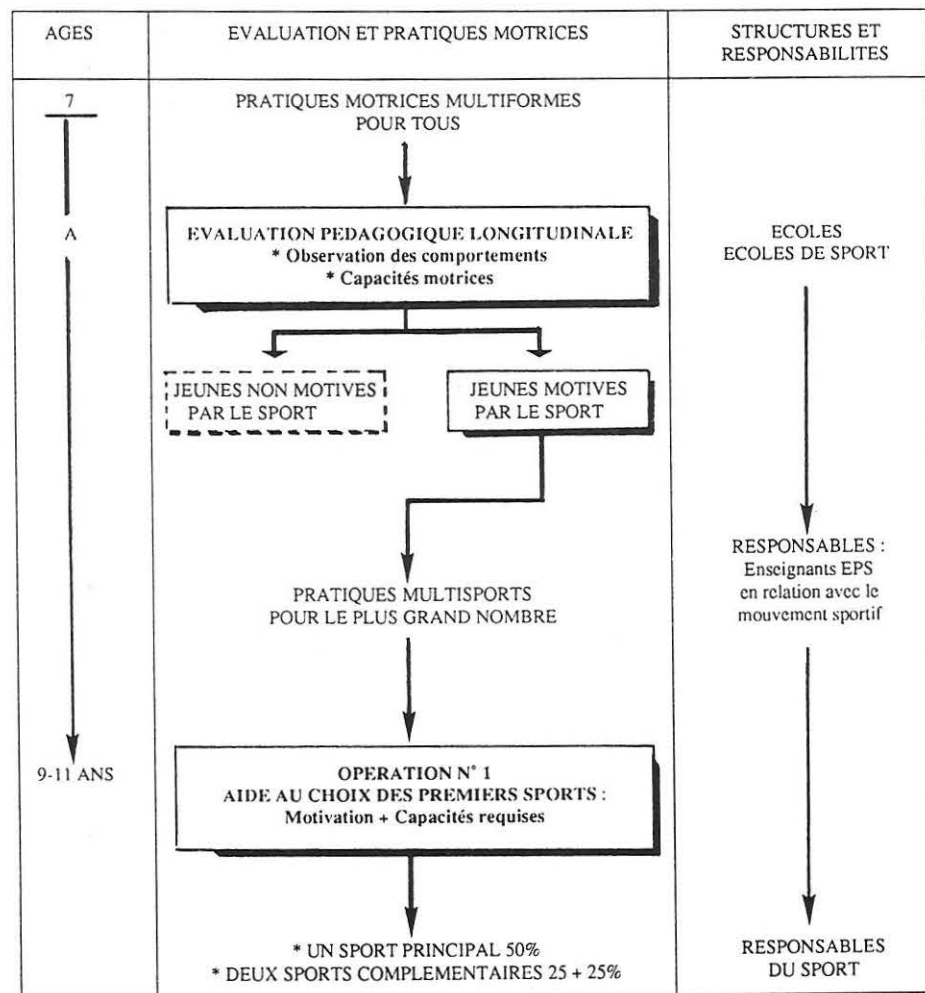 AGES
EVALUATION ET PRATIQUES MOTRICES
STRUCTURES ET
RESPONSABILITES
7
PRATIQUES MOTRICES MULTIFORMES
POUR TOUS
A
EVALUATION PEDAGOGIQUE LONGITUDINALE
* Observation des comportements
* Capacités motrices
ECOLES
ECOLES DE SPORT
JEUNES NON MOTIVES
PAR LE SPORT
JEUNES MOTIVES
PAR LE SPORT
PRATIQUES MULTISPORTS
POUR LE PLUS GRAND NOMBRE
RESPONSABLES :
Enseignants EPS
en relation avec le
mouvement sportif
9-11 ANS
OPERATION N° 1
AIDE AU CHOIX DES PREMIERS SPORTS :
Motivation + Capacités requises
* UN SPORT PRINCIPAL 50%
* DEUX SPORTS COMPLEMENTAIRES 25 + 25%
RESPONSABLES
DU SPORT